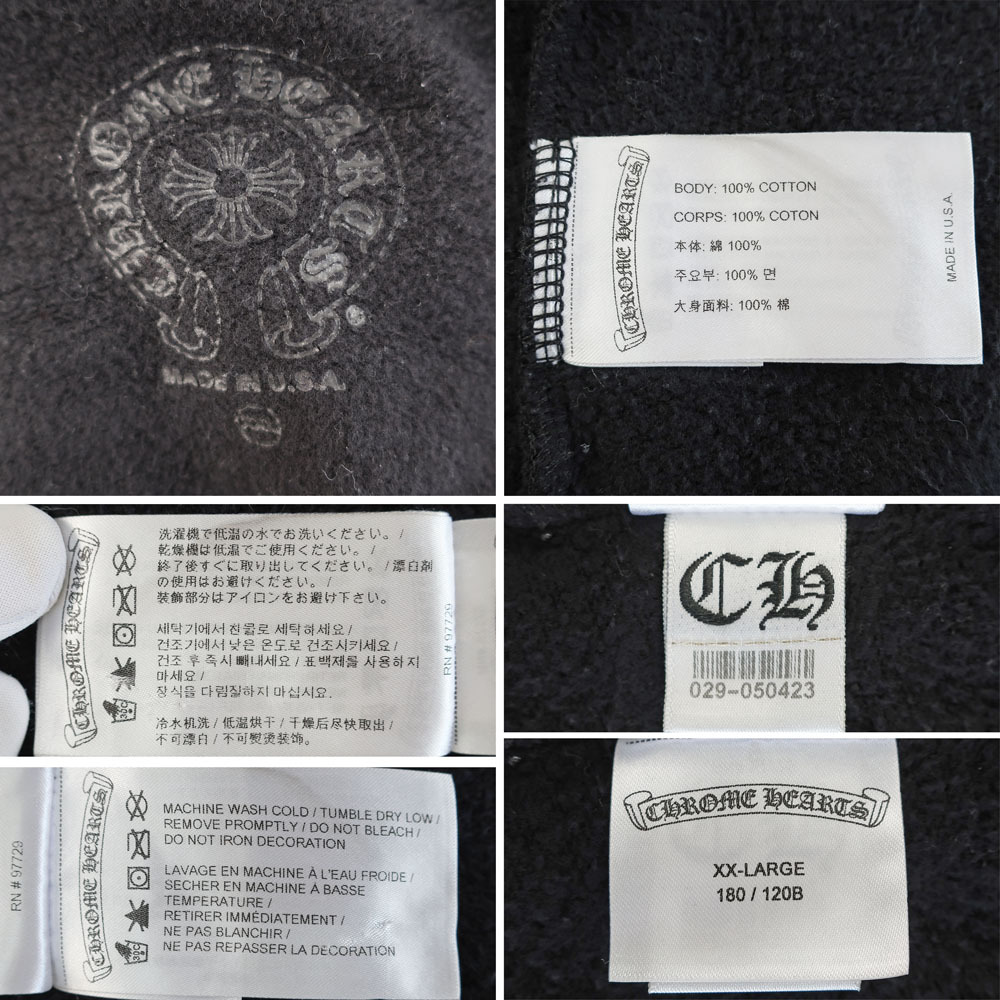 CHROME HEARTS
MADE IN U.S.A.
CHROME HEARTS
BODY: 100% COTTON
CORPS: 100% COTON
本体: 綿 100%
주요부: 100% 면
大身面料: 100% 棉
MADE IN U.S.A.
CHROME HEARTS
洗濯機で低温の水でお洗いください。/
乾燥機は低温でご使用ください。/
終了後すぐに取り出してください。/ 漂白剤
の使用はお避けください。/
装飾部分はアイロンをお避け下さい。
세탁기에서 찬물로 세탁하세요 /
건조기에서 낮은 온도로 건조시키세요 /
건조 후 즉시 빼내세요 / 표백제를 사용하지
마세요 /
장식을 다림질하지 마십시요.
冷水机洗 / 低温烘干 / 干燥后尽快取出 /
不可漂白 / 不可熨烫装饰。
30C
RN # 97729
CH
029-050423
RN # 97729
CHROME HEARTS
MACHINE WASH COLD / TUMBLE DRY LOW /
REMOVE PROMPTLY / DO NOT BLEACH /
DO NOT IRON DECORATION
LAVAGE EN MACHINE À L'EAU FROIDE /
SECHER EN MACHINE À BASSE
TEMPERATURE /
RETIRER IMMÉDIATEMENT /
NE PAS BLANCHIR /
NE PAS REPASSER LA DECORATION
30C
CHROME HEARTS
XX-LARGE
180 / 120B